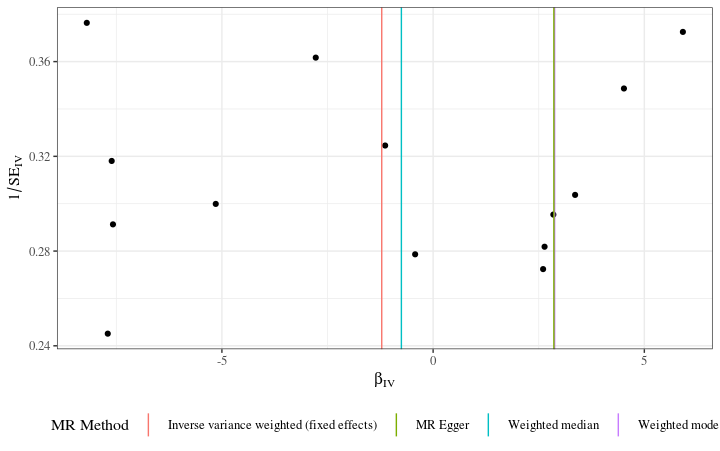 0.36
0.32
0.28
0.24
1/SE_IV
-5 0 5
β_IV
MR Method Inverse variance weighted (fixed effects) MR Egger Weighted median Weighted mode